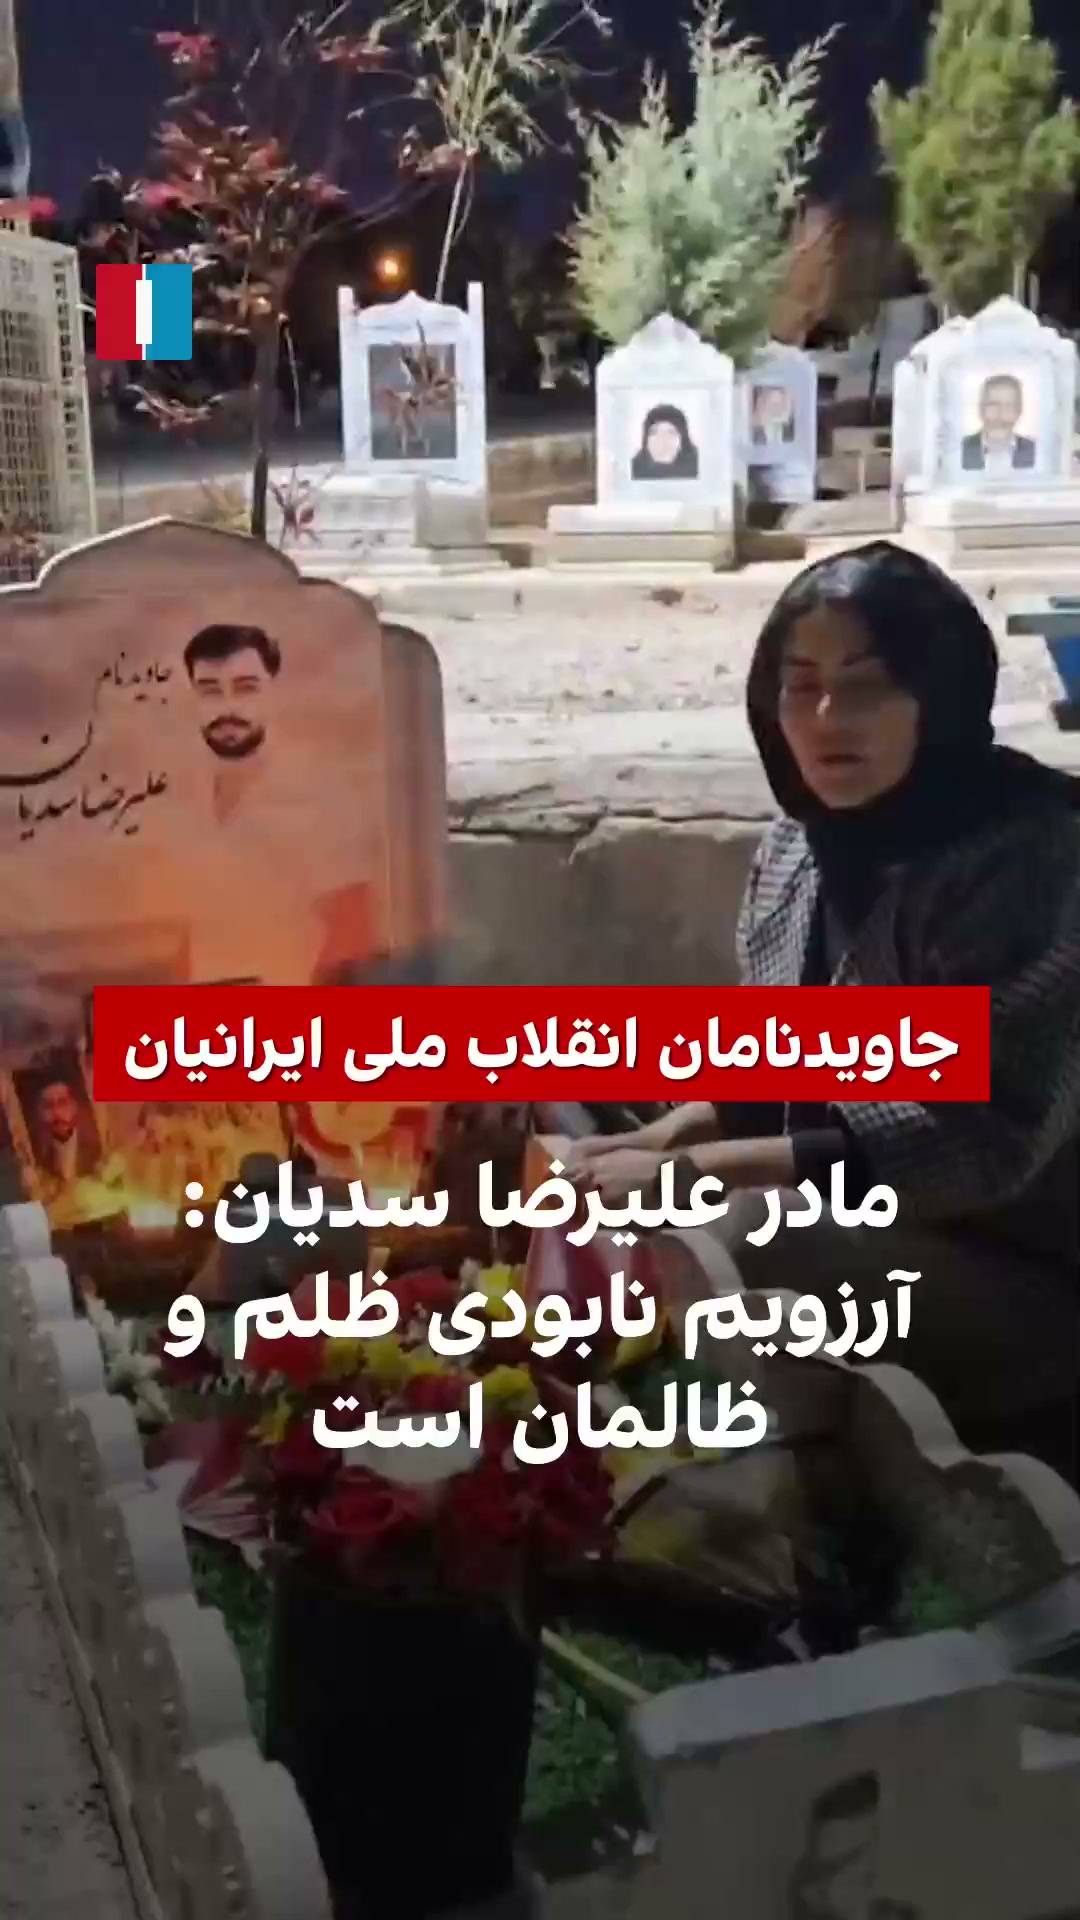 جاویدنام
علیرضا سدیان
جاویدنامان انقلاب ملی ایرانیان
مادر علیرضا سدیان:
آرزویم نابودی ظلم و
ظالمان است